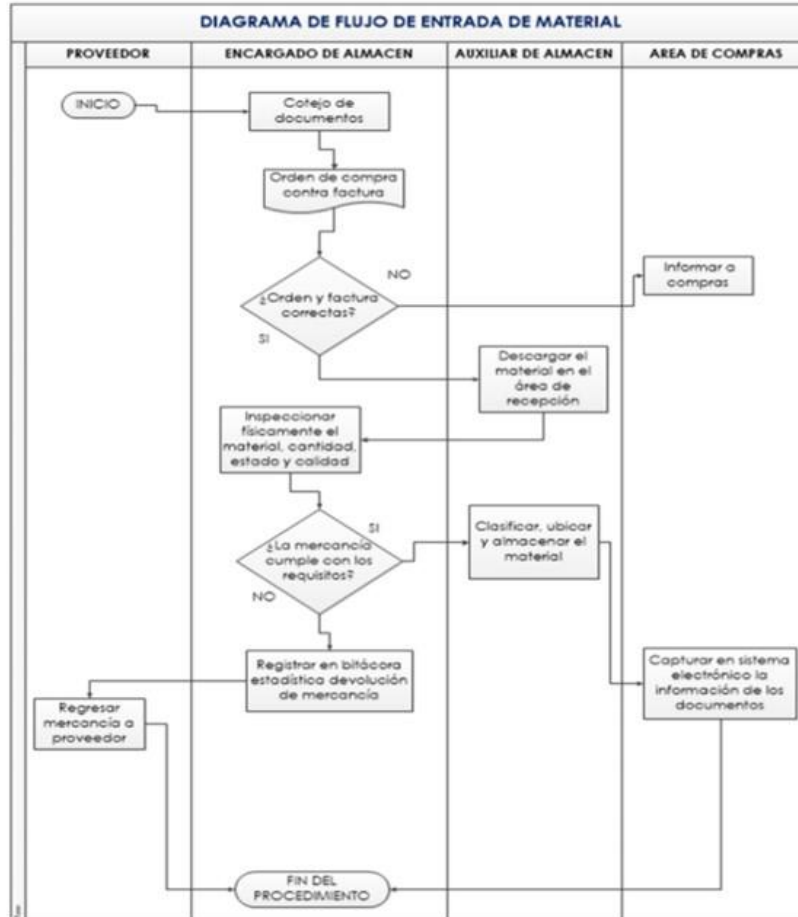 DIAGRAMA DE FLUJO DE ENTRADA DE MATERIAL
PROVEEDOR
ENCARGADO DE ALMACEN
AUXILIAR DE ALMACEN
AREA DE COMPRAS
INICIO
Cotejo de
documentos
Orden de compra
contra factura
NO
¿Orden y factura
correctas?
Informar a
compras
SI
Descargar el
material en el
área de
recepción
Inspeccionar
físicamente el
material, cantidad,
estado y calidad
SI
¿La mercancía
cumple con los
requisitos?
Clasificar, ubicar
y almacenar el
material
NO
Registrar en bitácora
estadística devolución
de mercancía
Capturar en sistema
electrónico la
información de los
documentos
Regresar
mercancía a
proveedor
FIN DEL
PROCEDIMIENTO